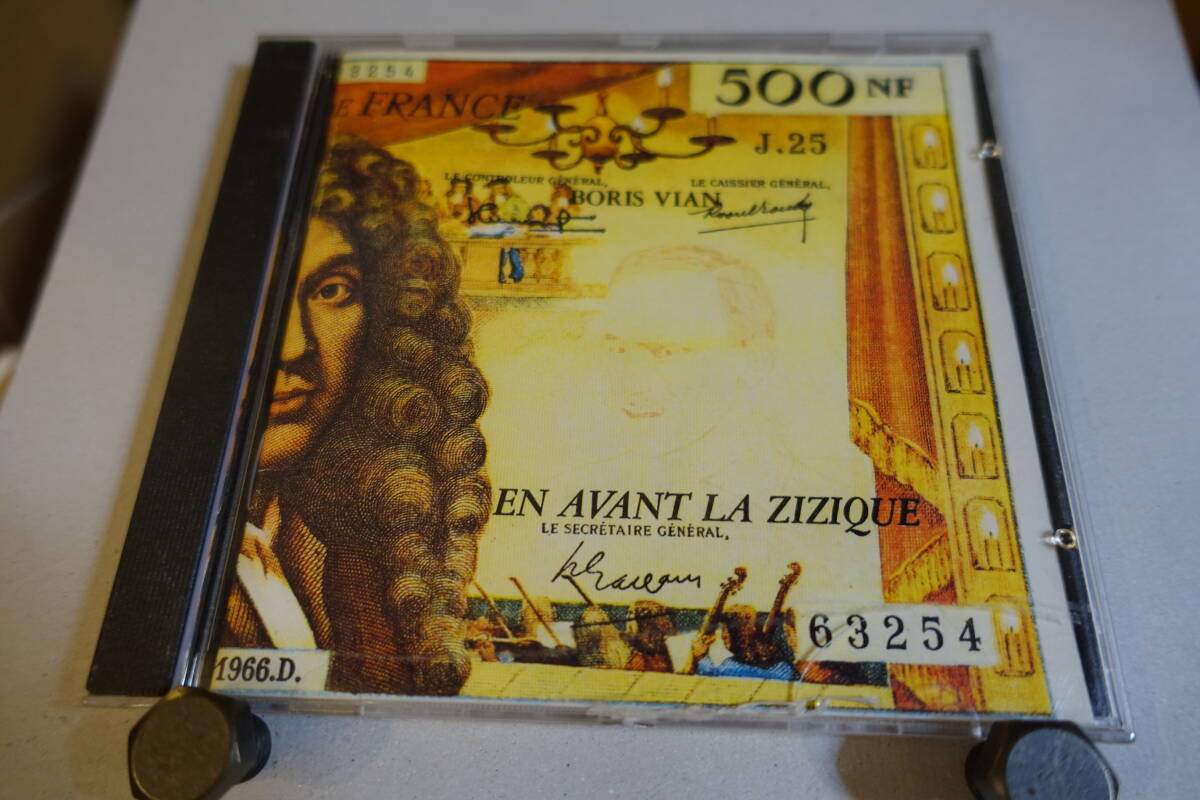 3254
E FRANCE
500 NF
J.25
LE CONTRÔLEUR GÉNÉRAL,
LE CAISSIER GÉNÉRAL,
BORIS VIAN
EN AVANT LA ZIZIQUE
LE SECRÉTAIRE GÉNÉRAL,
63254
1966.D.